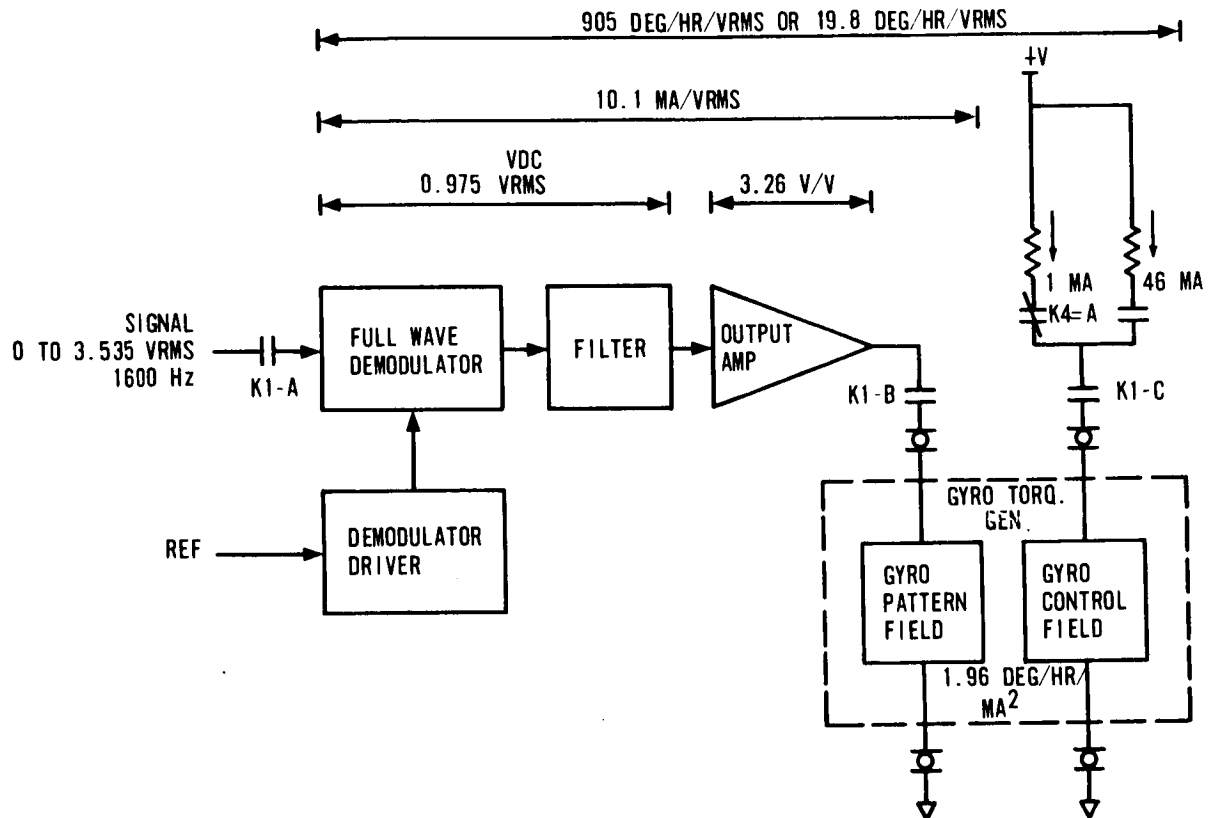 905 DEG/HR/VRMS OR 19.8 DEG/HR/VRMS
+V
10.1 MA/VRMS
VDC
0.975 VRMS
3.26 V/V
1 MA
46 MA
K4=A
SIGNAL
0 TO 3.535 VRMS
1600 Hz
K1-A
FULL WAVE
DEMODULATOR
FILTER
OUTPUT
AMP
K1-B
K1-C
REF
DEMODULATOR
DRIVER
GYRO TORQ.
GEN.
GYRO
PATTERN
FIELD
GYRO
CONTROL
FIELD
1.96 DEG/HR/
MA²